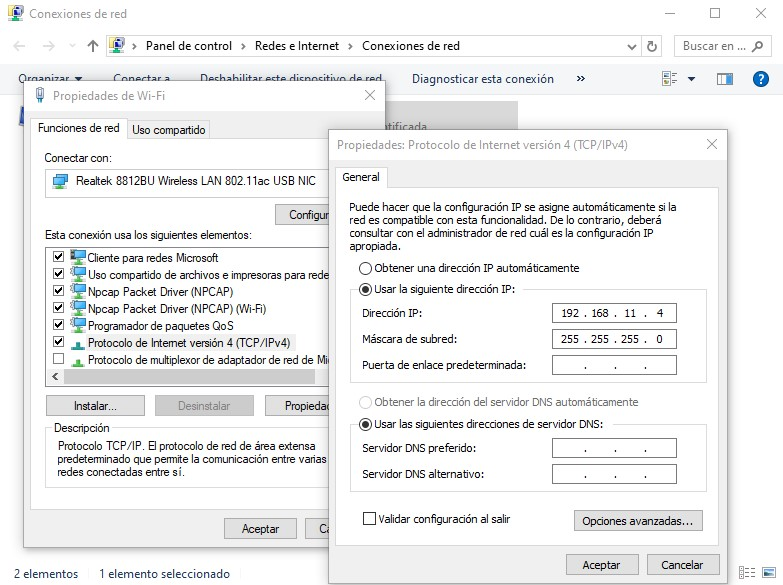 Conexiones de red
Panel de control > Redes e Internet > Conexiones de red
Buscar en ...
Organizar
Conectar a
Deshabilitar este dispositivo de red
Diagnosticar esta conexión
»
Propiedades de Wi-Fi
Funciones de red
Uso compartido
Conectar con:
Realtek 8812BU Wireless LAN 802.11ac USB NIC
Configur
Esta conexión usa los siguientes elementos:
Cliente para redes Microsoft
Uso compartido de archivos e impresoras para rede
Npcap Packet Driver (NPCAP)
Npcap Packet Driver (NPCAP) (Wi-Fi)
Programador de paquetes QoS
Protocolo de Internet versión 4 (TCP/IPv4)
Protocolo de multiplexor de adaptador de red de Mi
Instalar...
Desinstalar
Propiedad
Descripción
Protocolo TCP/IP. El protocolo de red de área extensa
predeterminado que permite la comunicación entre varias
redes conectadas entre sí.
Aceptar
Ca
Propiedades: Protocolo de Internet versión 4 (TCP/IPv4)
General
Puede hacer que la configuración IP se asigne automáticamente si la
red es compatible con esta funcionalidad. De lo contrario, deberá
consultar con el administrador de red cuál es la configuración IP
apropiada.
Obtener una dirección IP automáticamente
Usar la siguiente dirección IP:
Dirección IP: 192 . 168 . 11 . 4
Máscara de subred: 255 . 255 . 255 . 0
Puerta de enlace predeterminada: . . .
Obtener la dirección del servidor DNS automáticamente
Usar las siguientes direcciones de servidor DNS:
Servidor DNS preferido: . . .
Servidor DNS alternativo: . . .
Validar configuración al salir
Opciones avanzadas...
Aceptar
Cancelar
2 elementos
1 elemento seleccionado